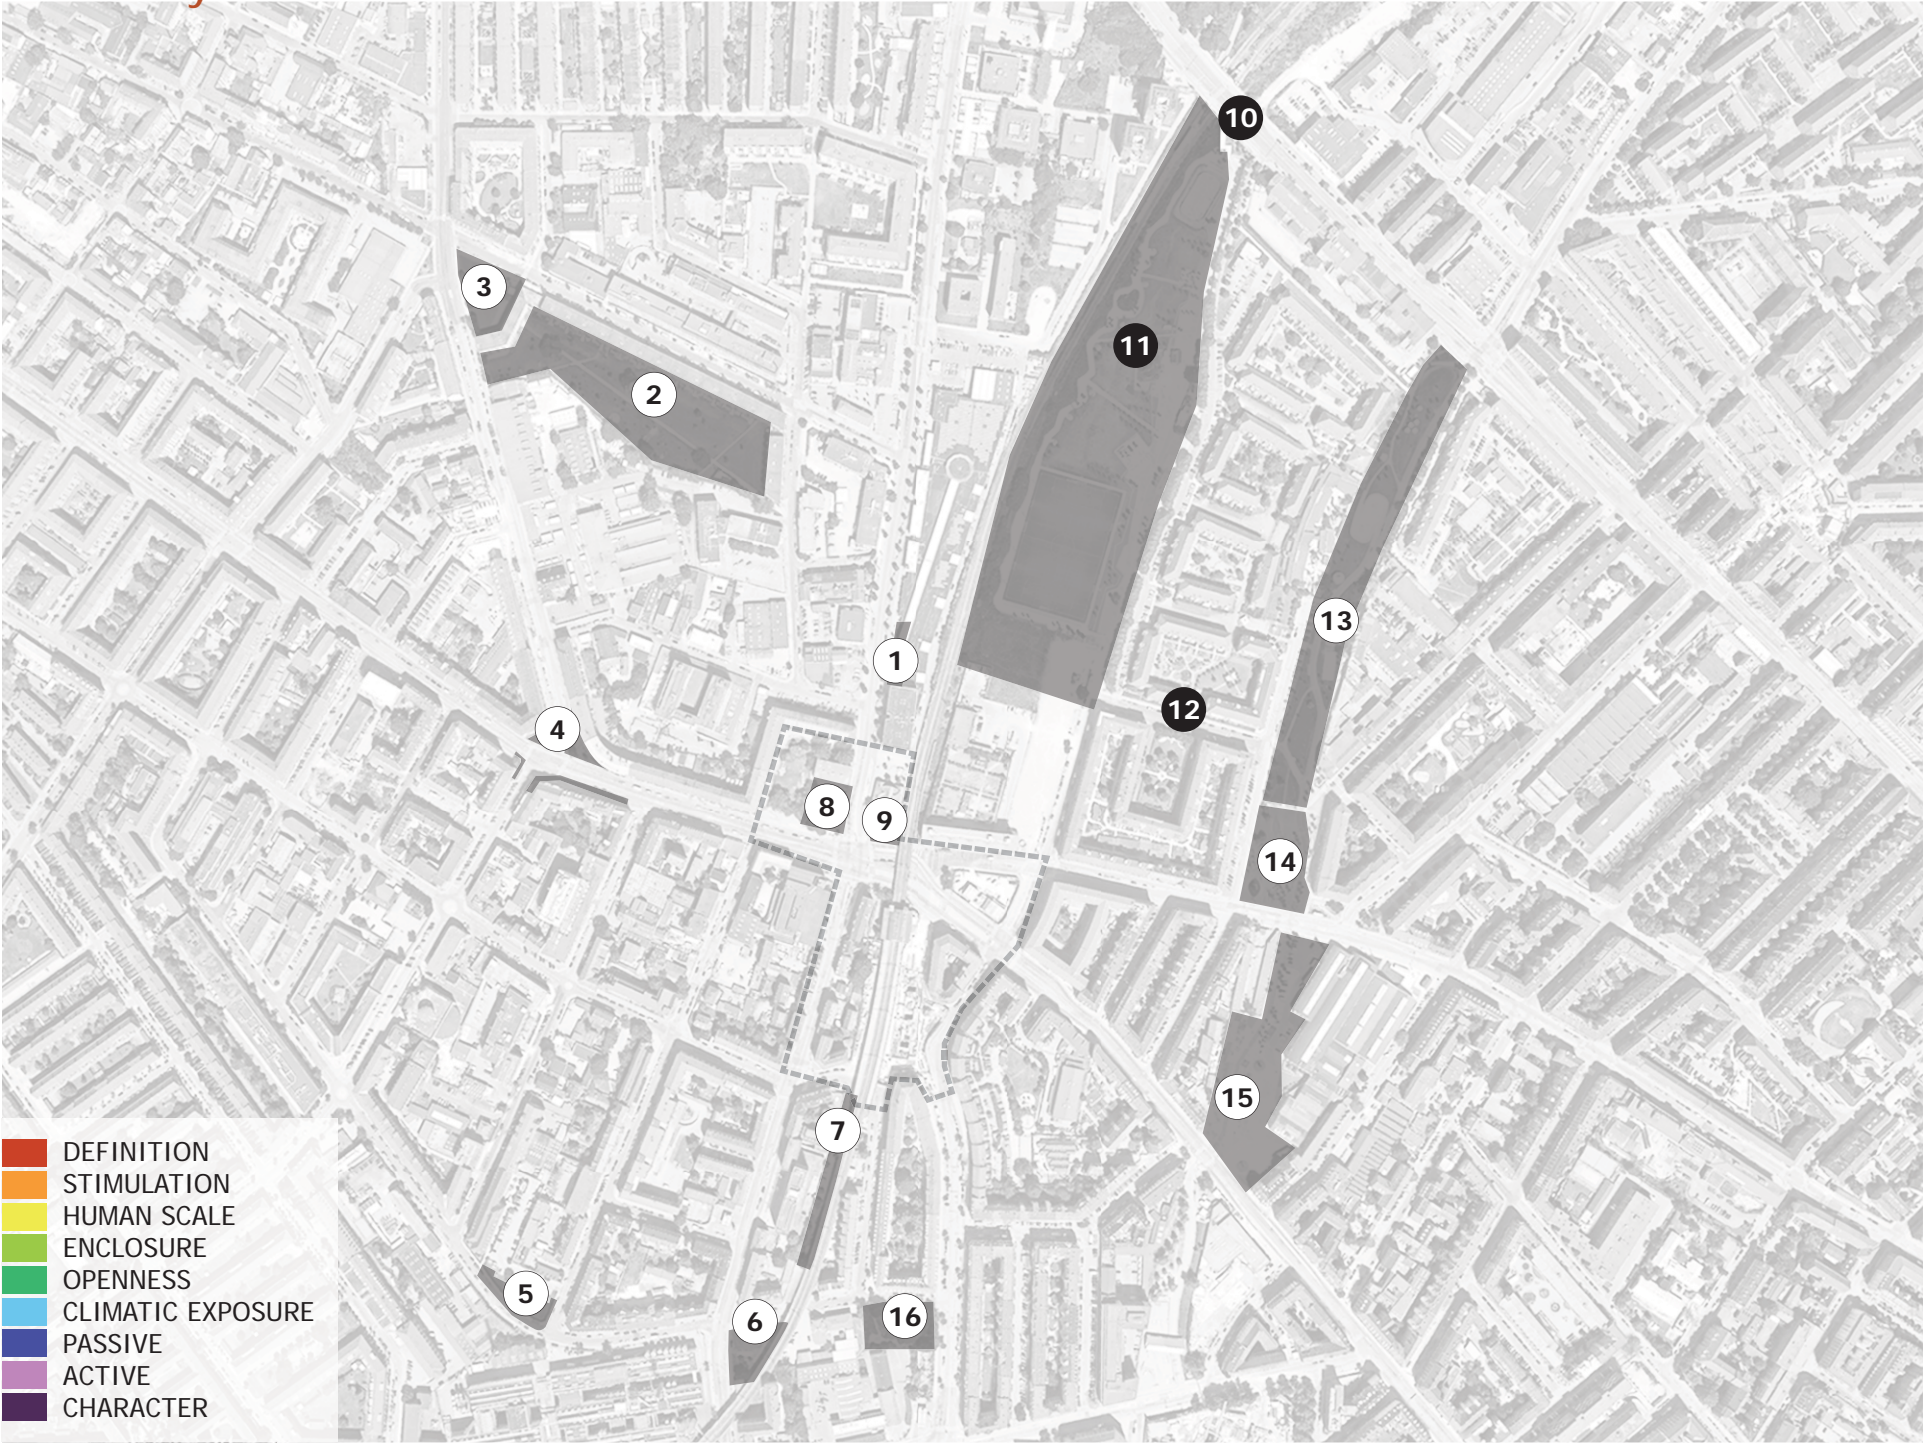 10
3
11
2
13
1
12
4
8
9
14
15
7
5
6
16
DEFINITION
STIMULATION
HUMAN SCALE
ENCLOSURE
OPENNESS
CLIMATIC EXPOSURE
PASSIVE
ACTIVE
CHARACTER